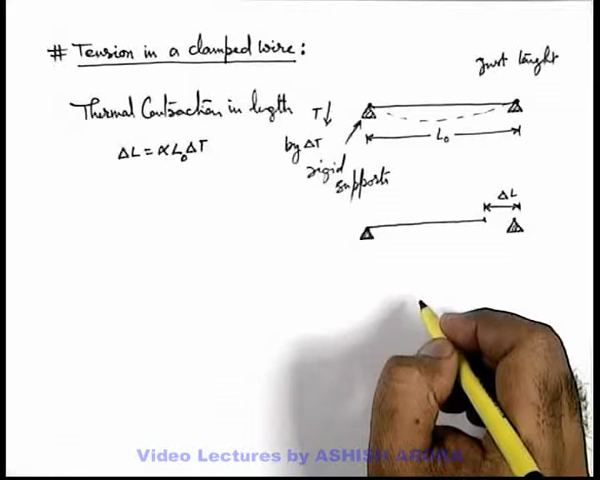 # Tension in a clamped wire:
Just taught
Thermal Contraction in length
T↓
by ΔT
ΔL = αL₀ΔT
L₀
rigid
supports
ΔL
Video Lectures by ASHISH ARORA